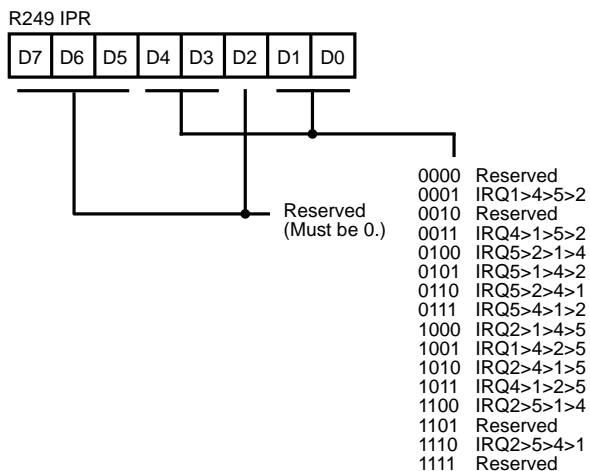 R249 IPR
D7 D6 D5 D4 D3 D2 D1 D0
Reserved
(Must be 0.)
0000 Reserved
0001 IRQ1>4>5>2
0010 Reserved
0011 IRQ4>1>5>2
0100 IRQ5>2>1>4
0101 IRQ5>1>4>2
0110 IRQ5>2>4>1
0111 IRQ5>4>1>2
1000 IRQ2>1>4>5
1001 IRQ1>4>2>5
1010 IRQ2>4>1>5
1011 IRQ4>1>2>5
1100 IRQ2>5>1>4
1101 Reserved
1110 IRQ2>5>4>1
1111 Reserved